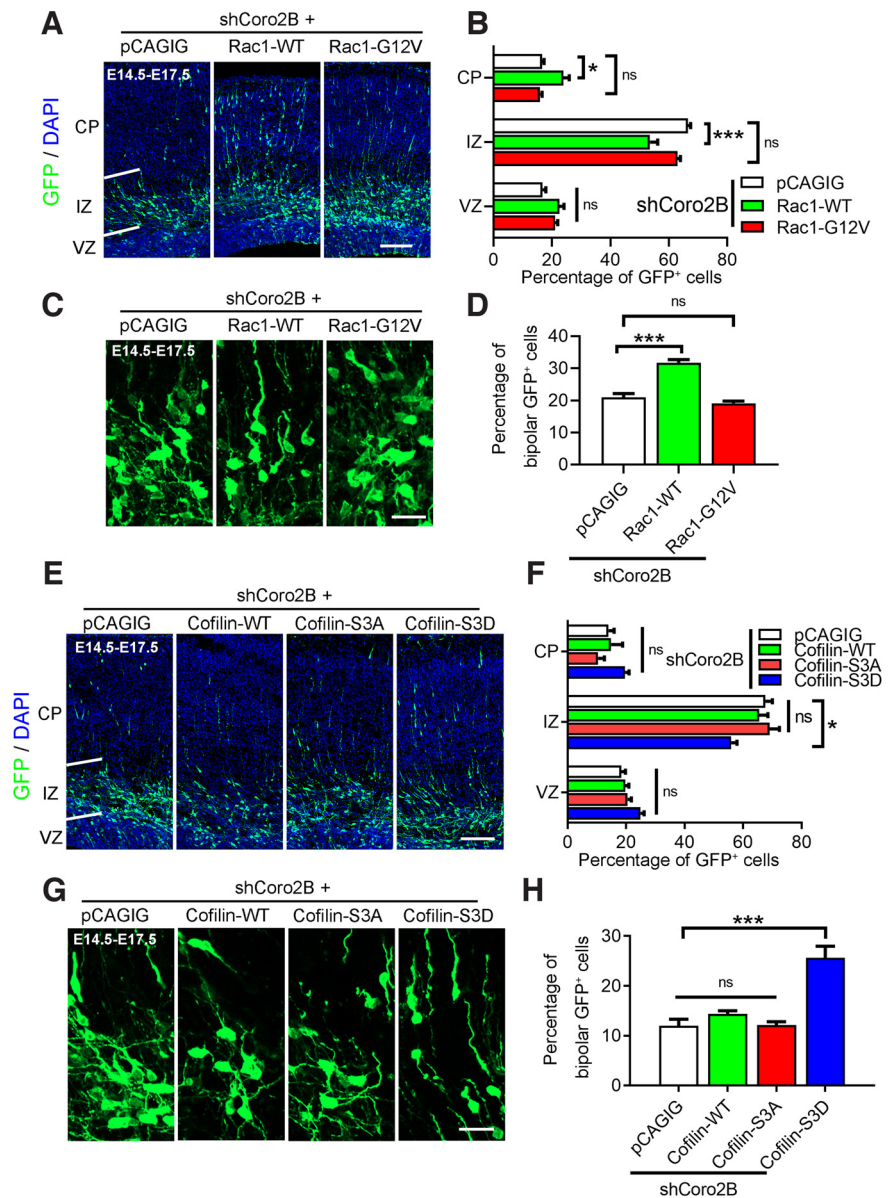 A
shCoro2B +
pCAGIG Rac1-WT Rac1-G12V
E14.5-E17.5
GFP / DAPI
CP
IZ
VZ
B
CP
IZ
VZ
*
ns
***
ns
ns
shCoro2B
pCAGIG
Rac1-WT
Rac1-G12V
0 20 40 60 80
Percentage of GFP+ cells
C
shCoro2B +
pCAGIG Rac1-WT Rac1-G12V
E14.5-E17.5
D
ns
***
Percentage of
bipolar GFP+ cells
40
30
20
10
0
pCAGIG
Rac1-WT
Rac1-G12V
shCoro2B
E
shCoro2B +
pCAGIG Cofilin-WT Cofilin-S3A Cofilin-S3D
E14.5-E17.5
GFP / DAPI
CP
IZ
VZ
F
CP
IZ
VZ
ns
ns
*
ns
shCoro2B
pCAGIG
Cofilin-WT
Cofilin-S3A
Cofilin-S3D
0 20 40 60 80
Percentage of GFP+ cells
G
shCoro2B +
pCAGIG Cofilin-WT Cofilin-S3A Cofilin-S3D
E14.5-E17.5
H
***
ns
Percentage of
bipolar GFP+ cells
30
20
10
0
pCAGIG
Cofilin-WT
Cofilin-S3A
Cofilin-S3D
shCoro2B